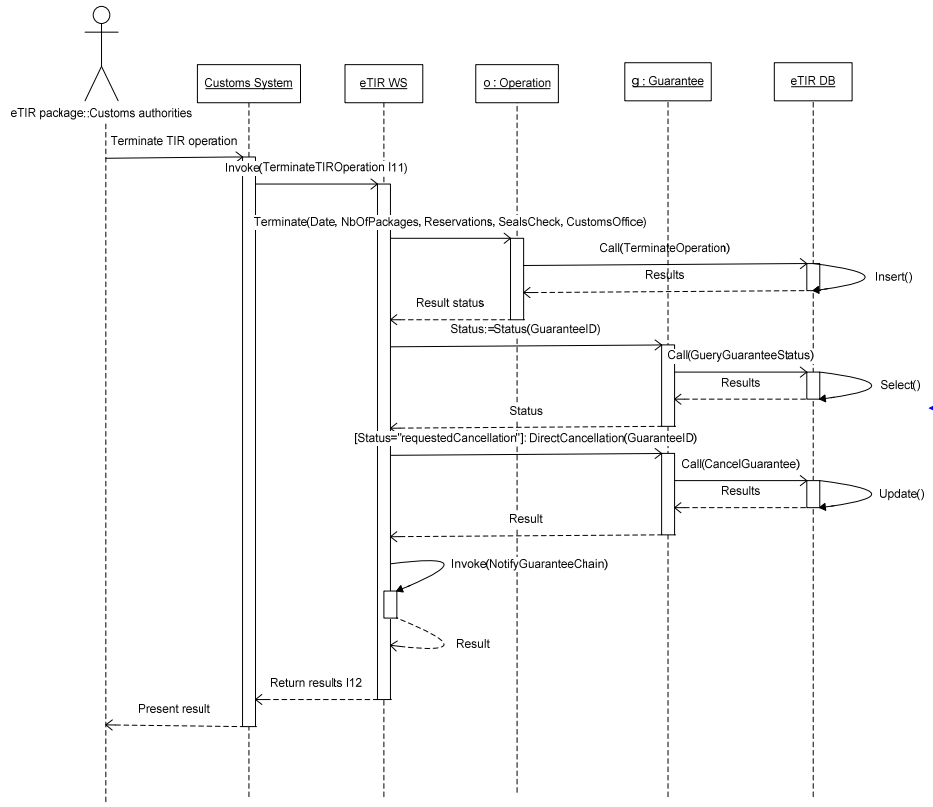 Customs System
eTIR WS
o : Operation
g : Guarantee
eTIR DB
eTIR package::Customs authorities
Terminate TIR operation
Invoke(TerminateTIROperation I11)
Terminate(Date, NbOfPackages, Reservations, SealsCheck, CustomsOffice)
Call(TerminateOperation)
Results
Insert()
Result status
Status:=Status(GuaranteeID)
Call(GueryGuaranteeStatus)
Results
Select()
Status
[Status="requestedCancellation"]: DirectCancellation(GuaranteeID)
Call(CancelGuarantee)
Results
Update()
Result
Invoke(NotifyGuaranteeChain)
Result
Return results I12
Present result